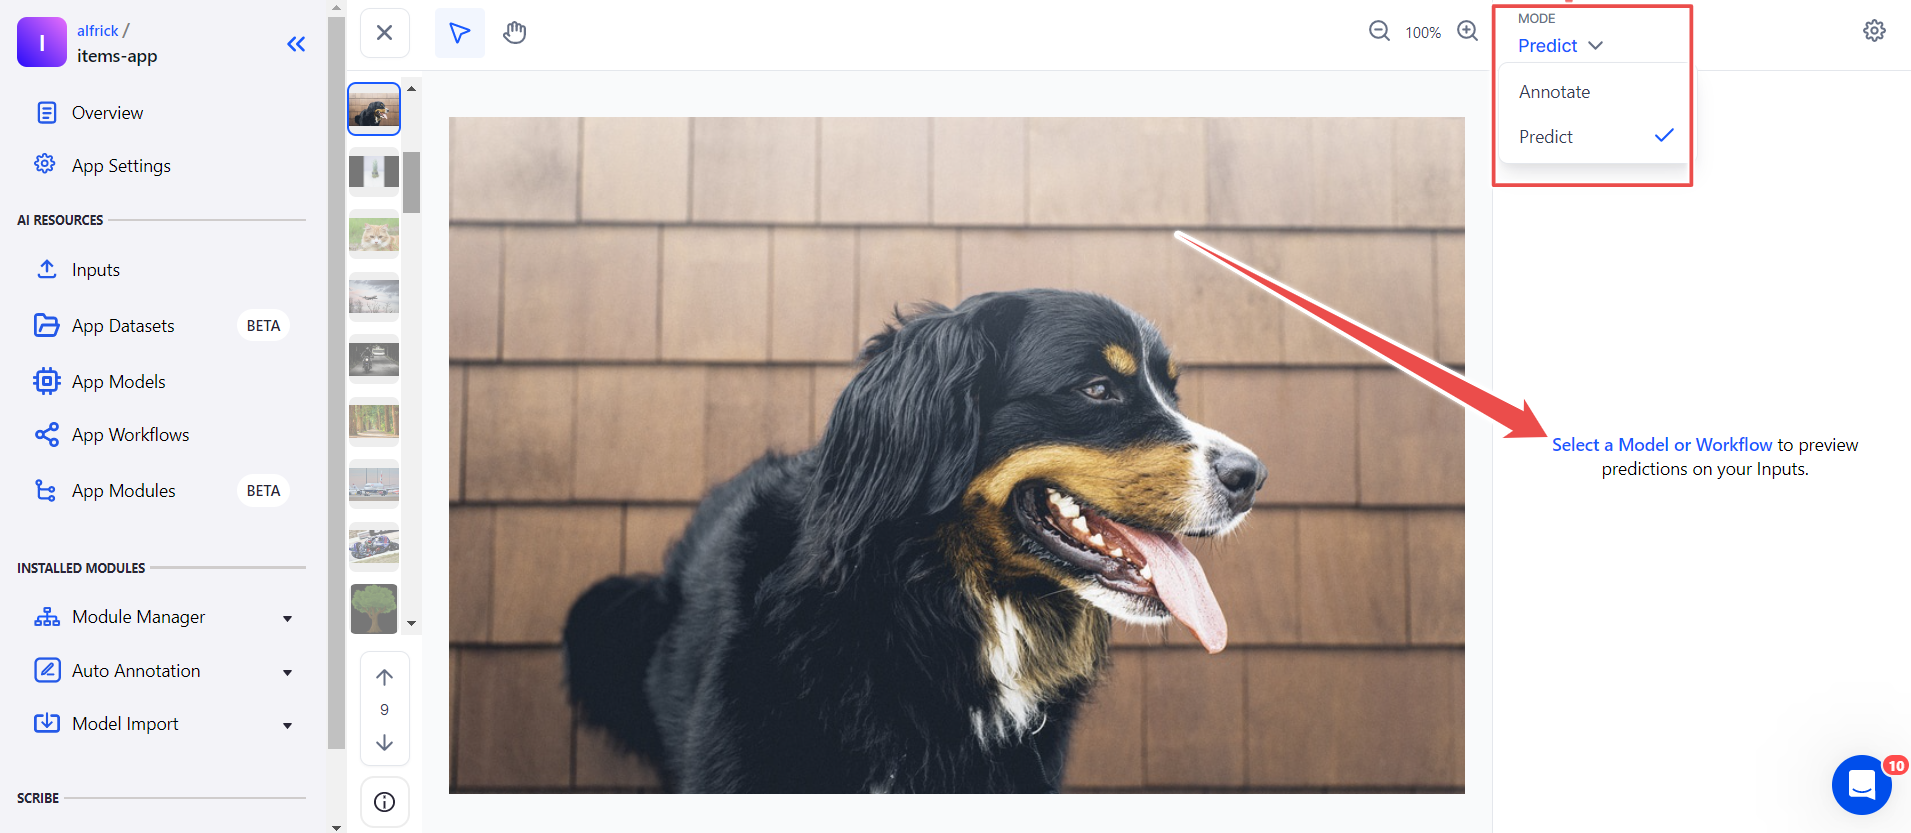 I
alfrick /
items-app
Overview
App Settings
AI RESOURCES
Inputs
App Datasets BETA
App Models
App Workflows
App Modules BETA
INSTALLED MODULES
Module Manager
Auto Annotation
Model Import
SCRIBE
9
100%
MODE
Predict
Annotate
Predict
Select a Model or Workflow to preview
predictions on your Inputs.
10